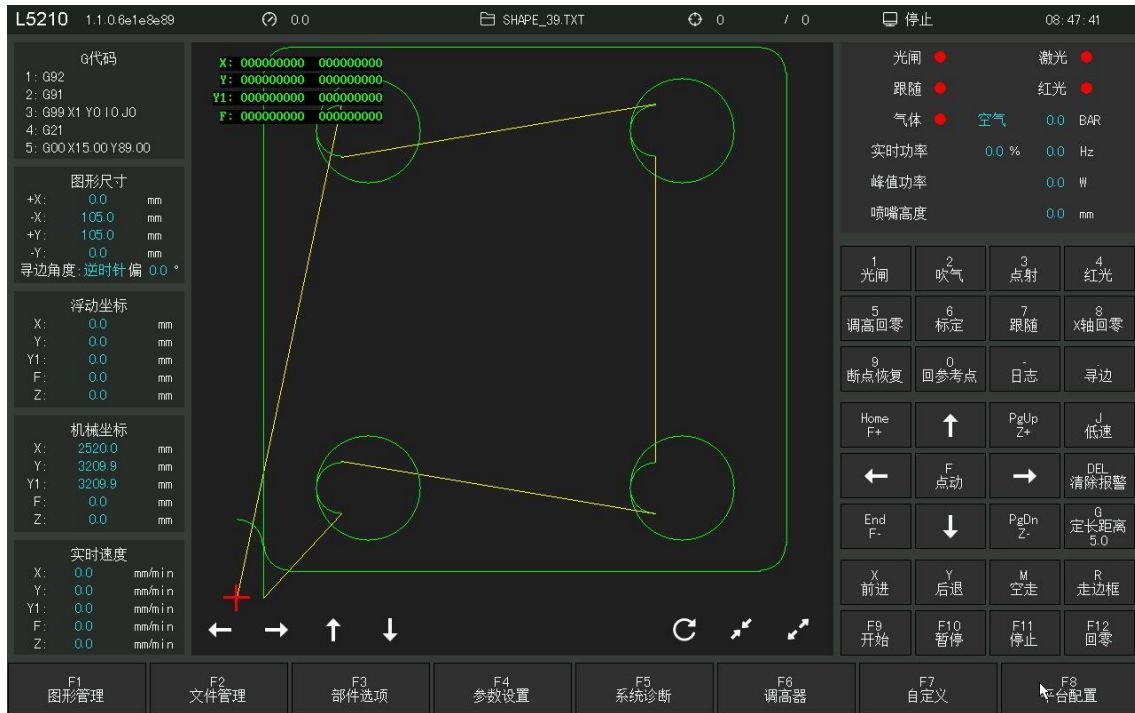 L5210 1.1.0.6e1e8e89 0.0 SHAPE_39.TXT 0 / 0 停止 08:47:41
G代码
1: G92
2: G91
3: G99 X1 Y0 I0 J0
4: G21
5: G00 X15.00 Y89.00
图形尺寸
+X: 0.0 mm
-X: 105.0 mm
+Y: 105.0 mm
-Y: 0.0 mm
寻边角度:逆时针偏 0.0 °
浮动坐标
X: 0.0 mm
Y: 0.0 mm
Y1: 0.0 mm
F: 0.0 mm
Z: 0.0 mm
机械坐标
X: 2520.0 mm
Y: 3209.9 mm
Y1: 3209.9 mm
F: 0.0 mm
Z: 0.0 mm
实时速度
X: 0.0 mm/min
Y: 0.0 mm/min
Y1: 0.0 mm/min
F: 0.0 mm/min
Z: 0.0 mm/min
X: 000000000 000000000
Y: 000000000 000000000
Y1: 000000000 000000000
F: 000000000 000000000
光闸 激光
跟随 红光
气体 空气 0.0 BAR
实时功率 0.0 % 0.0 Hz
峰值功率 0.0 W
喷嘴高度 0.0 mm
1 2 3 4
光闸 吹气 点射 红光
5 6 7 8
调高回零 标定 跟随 X轴回零
9 0 - .
断点恢复 回参考点 日志 寻边
Home PgUp J
F+ Z+ 低速
F DEL
点动 清除报警
End PgDn G
F- Z- 定长距离
5.0
X Y M R
前进 后退 空走 走边框
F9 F10 F11 F12
开始 暂停 停止 回零
F1 F2 F3 F4 F5 F6 F7 F8
图形管理 文件管理 部件选项 参数设置 系统诊断 调高器 自定义 平台配置